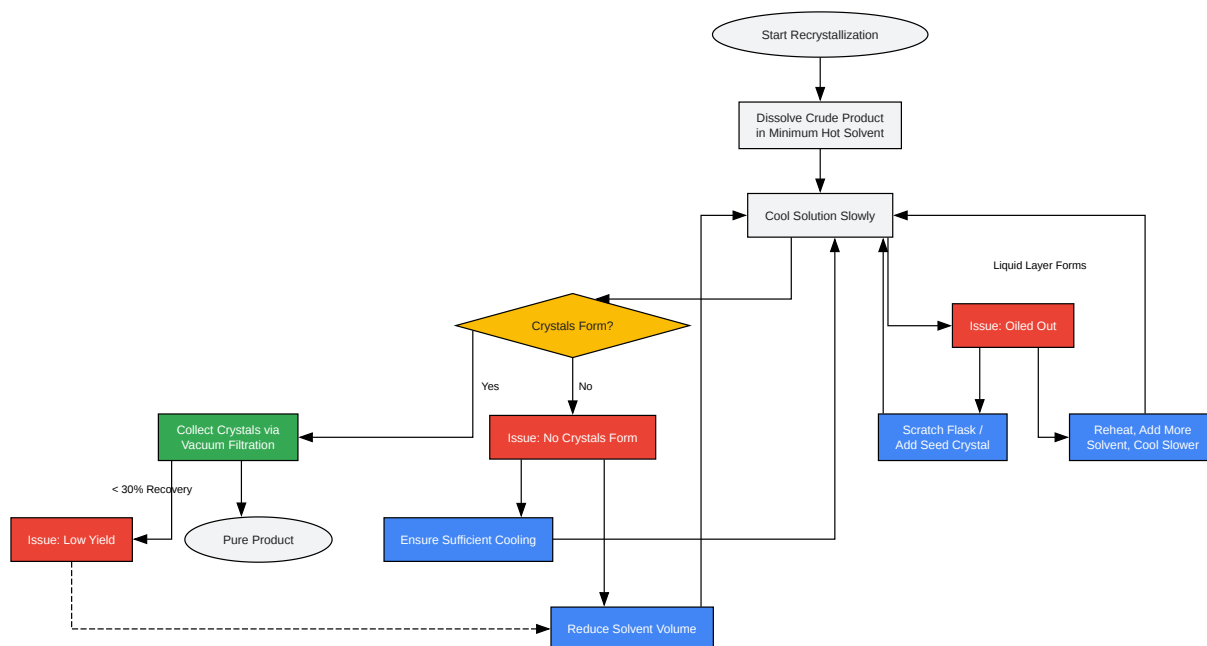 Start Recrystallization
Dissolve Crude Product
in Minimum Hot Solvent
Cool Solution Slowly
Liquid Layer Forms
Crystals Form?
Issue: Oiled Out
Yes
No
Collect Crystals via
Vacuum Filtration
Issue: No Crystals Form
Scratch Flask /
Add Seed Crystal
Reheat, Add More
Solvent, Cool Slower
< 30% Recovery
Issue: Low Yield
Pure Product
Ensure Sufficient Cooling
Reduce Solvent Volume